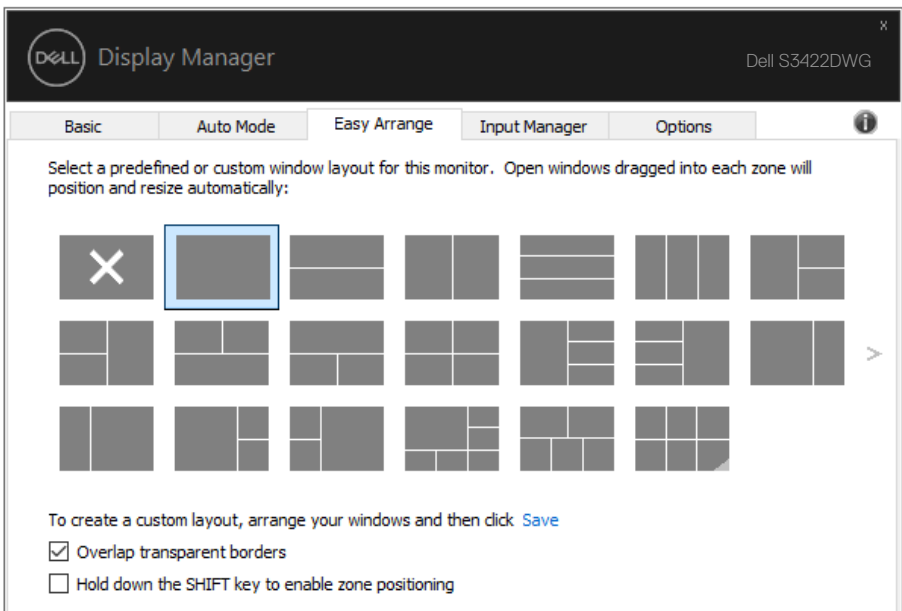 x
DELL Display Manager
Dell S3422DWG
Basic Auto Mode Easy Arrange Input Manager Options
Select a predefined or custom window layout for this monitor. Open windows dragged into each zone will
position and resize automatically:
To create a custom layout, arrange your windows and then click Save
Overlap transparent borders
Hold down the SHIFT key to enable zone positioning